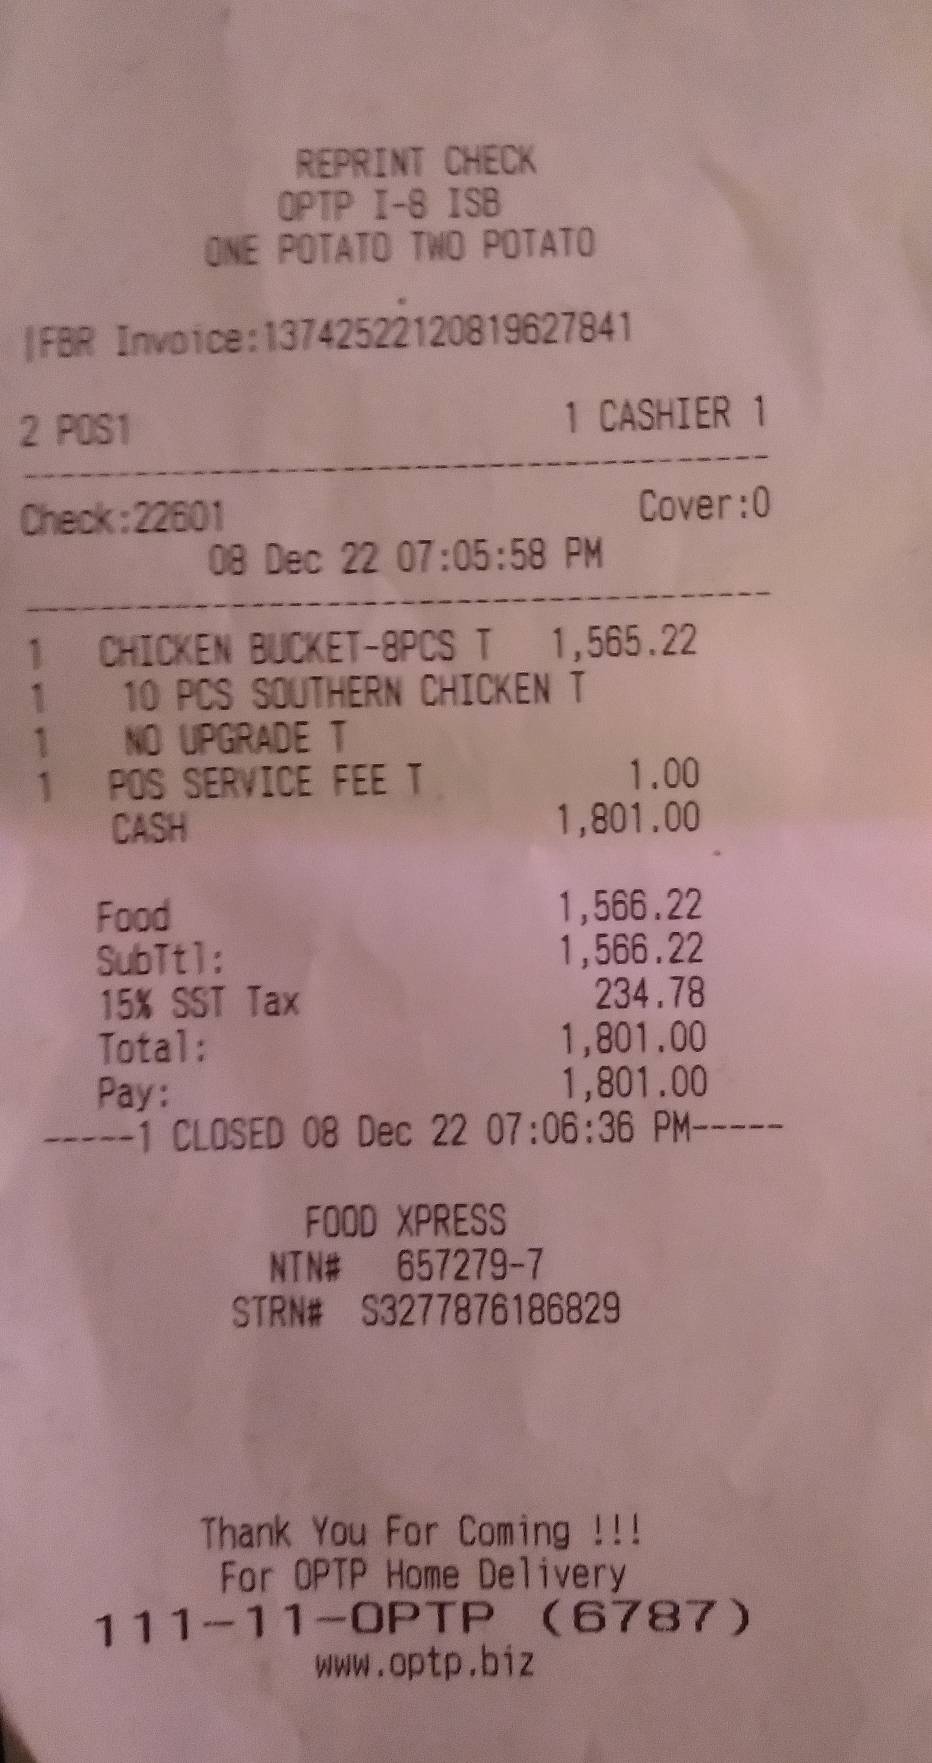 REPRINT CHECK
OPTP I-8 ISB
ONE POTATO TWO POTATO
|FBR Invoice:13742522120819627841
2 POS1 1 CASHIER 1
--------------------------------------
Check:22601 Cover:0
08 Dec 22 07:05:58 PM
--------------------------------------
1 CHICKEN BUCKET-8PCS T 1,565.22
1 10 PCS SOUTHERN CHICKEN T
1 NO UPGRADE T
1 POS SERVICE FEE T 1.00
CASH 1,801.00
Food 1,566.22
SubTtl: 1,566.22
15% SST Tax 234.78
Total: 1,801.00
Pay: 1,801.00
-----1 CLOSED 08 Dec 22 07:06:36 PM-----
FOOD XPRESS
NTN# 657279-7
STRN# S3277876186829
Thank You For Coming !!!
For OPTP Home Delivery
111-11-OPTP (6787)
www.optp.biz